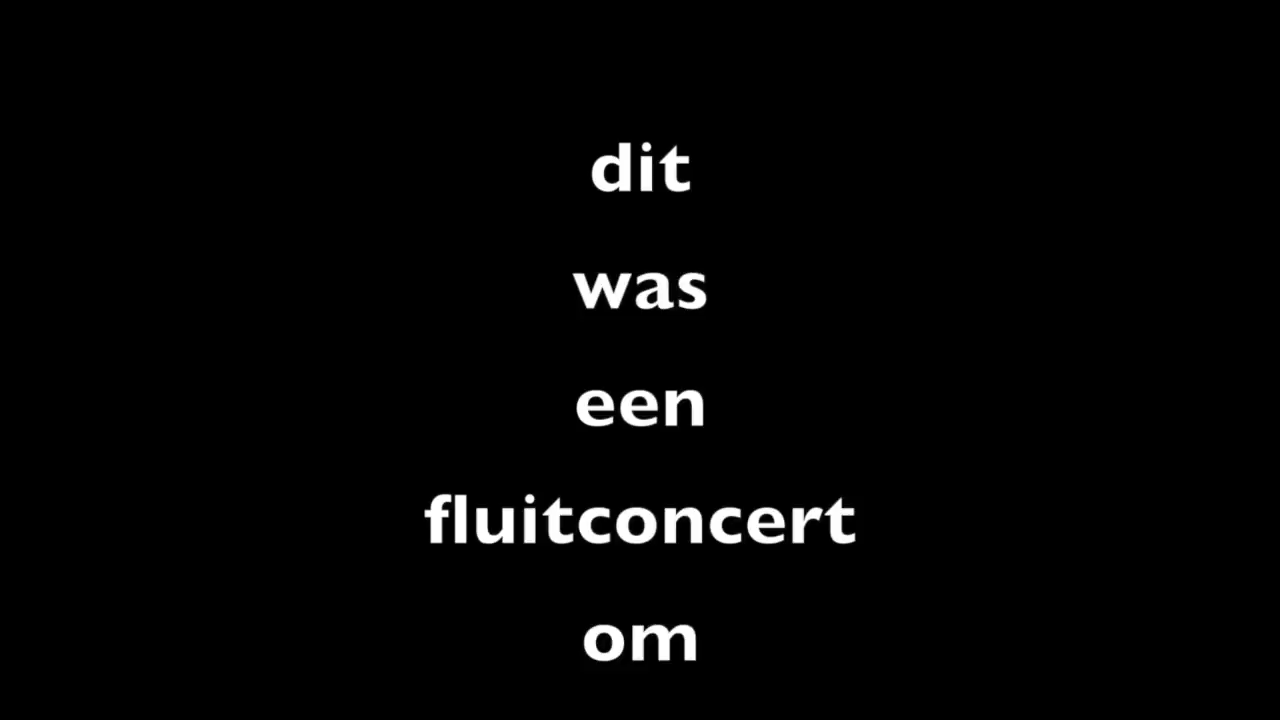 dit
was
een
fluitconcert
om